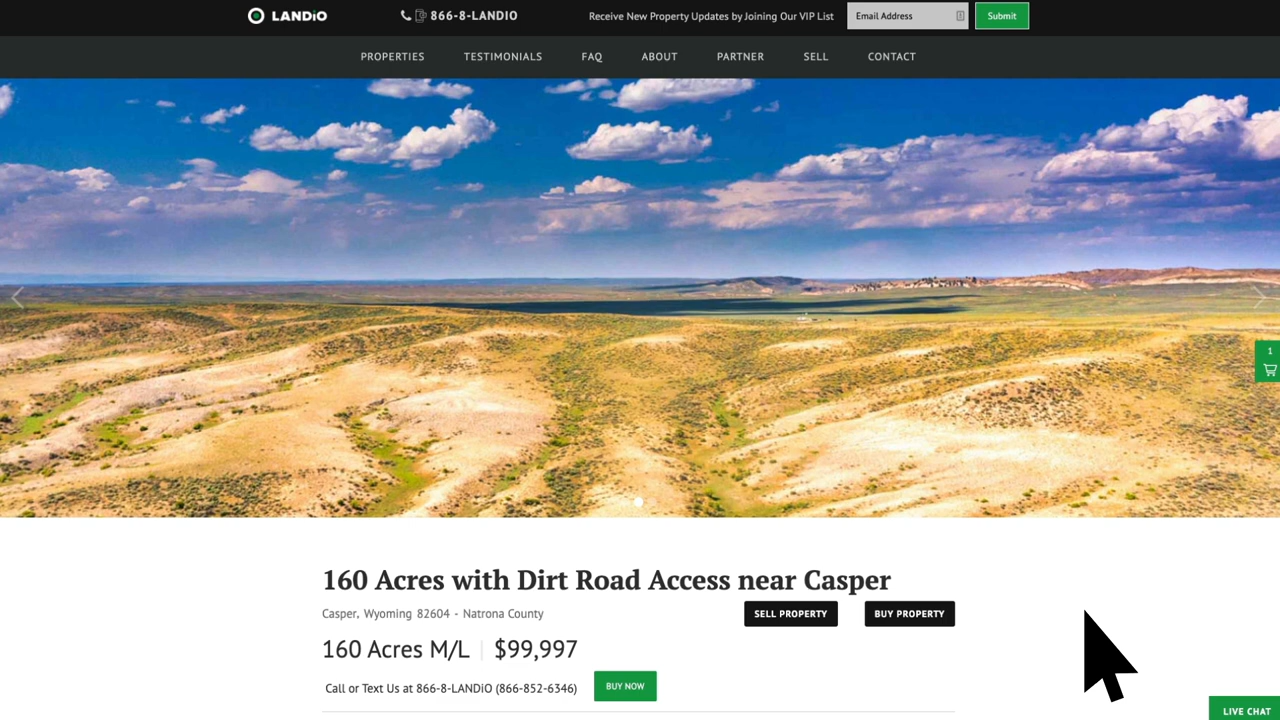 LANDiO
866-8-LANDIO
Receive New Property Updates by Joining Our VIP List
Email Address
Submit
PROPERTIES TESTIMONIALS FAQ ABOUT PARTNER SELL CONTACT
1
160 Acres with Dirt Road Access near Casper
Casper, Wyoming 82604 - Natrona County
SELL PROPERTY
BUY PROPERTY
160 Acres M/L | $99,997
Call or Text Us at 866-8-LANDiO (866-852-6346)
BUY NOW
LIVE CHAT